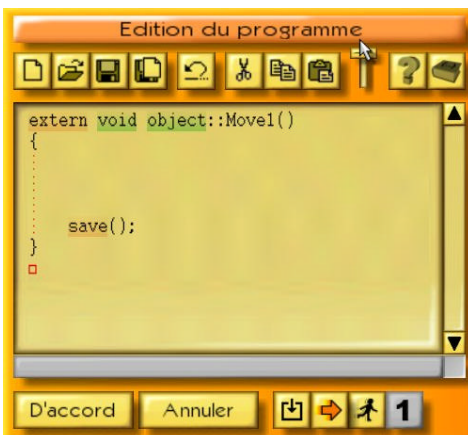 Edition du programme
?
extern void object::Move1()
{
save();
}
D'accord Annuler 1